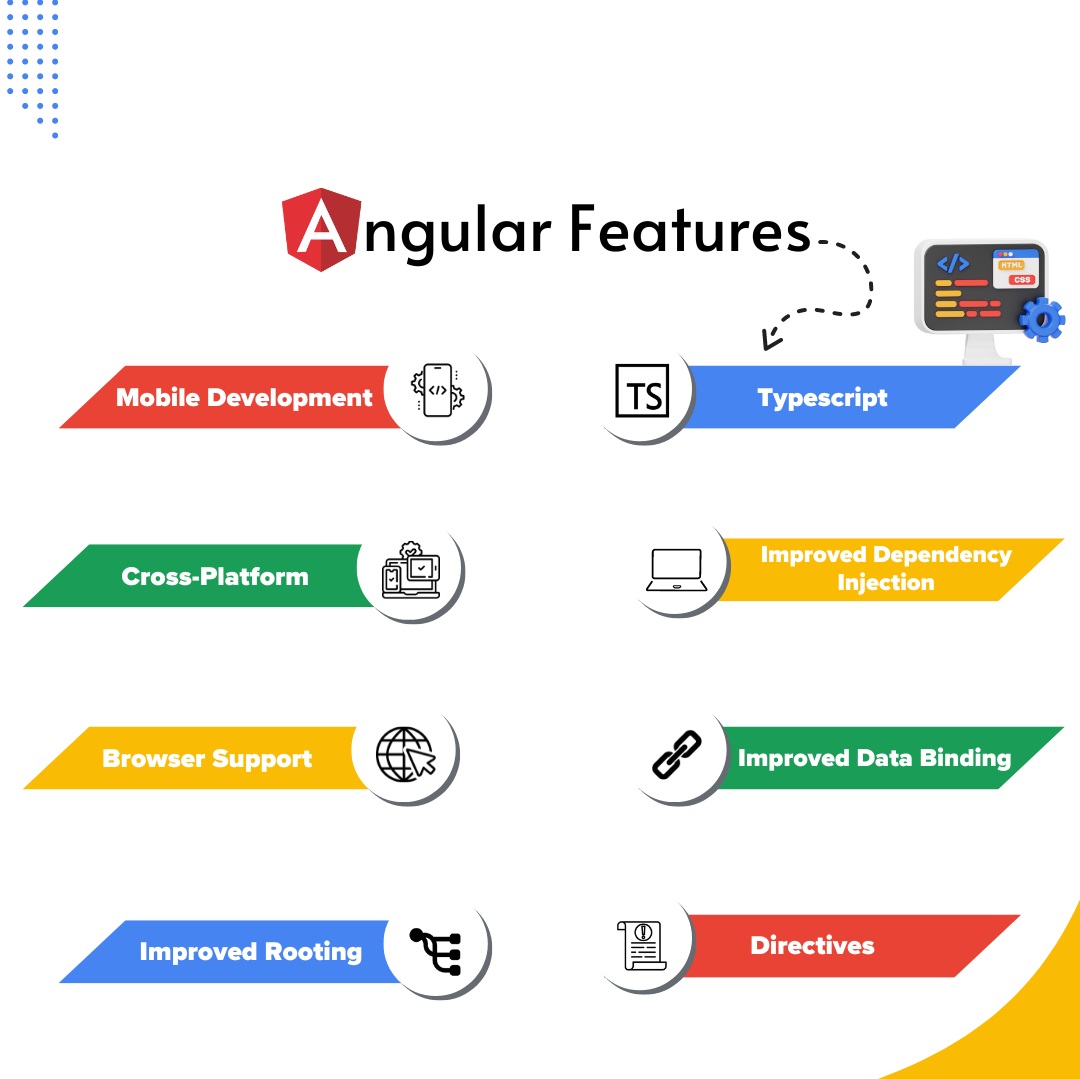 Angular Features
</>
HTML
CSS
Mobile Development
</>
TS
Typescript
Cross-Platform
Improved Dependency
Injection
Browser Support
Improved Data Binding
Improved Rooting
Directives